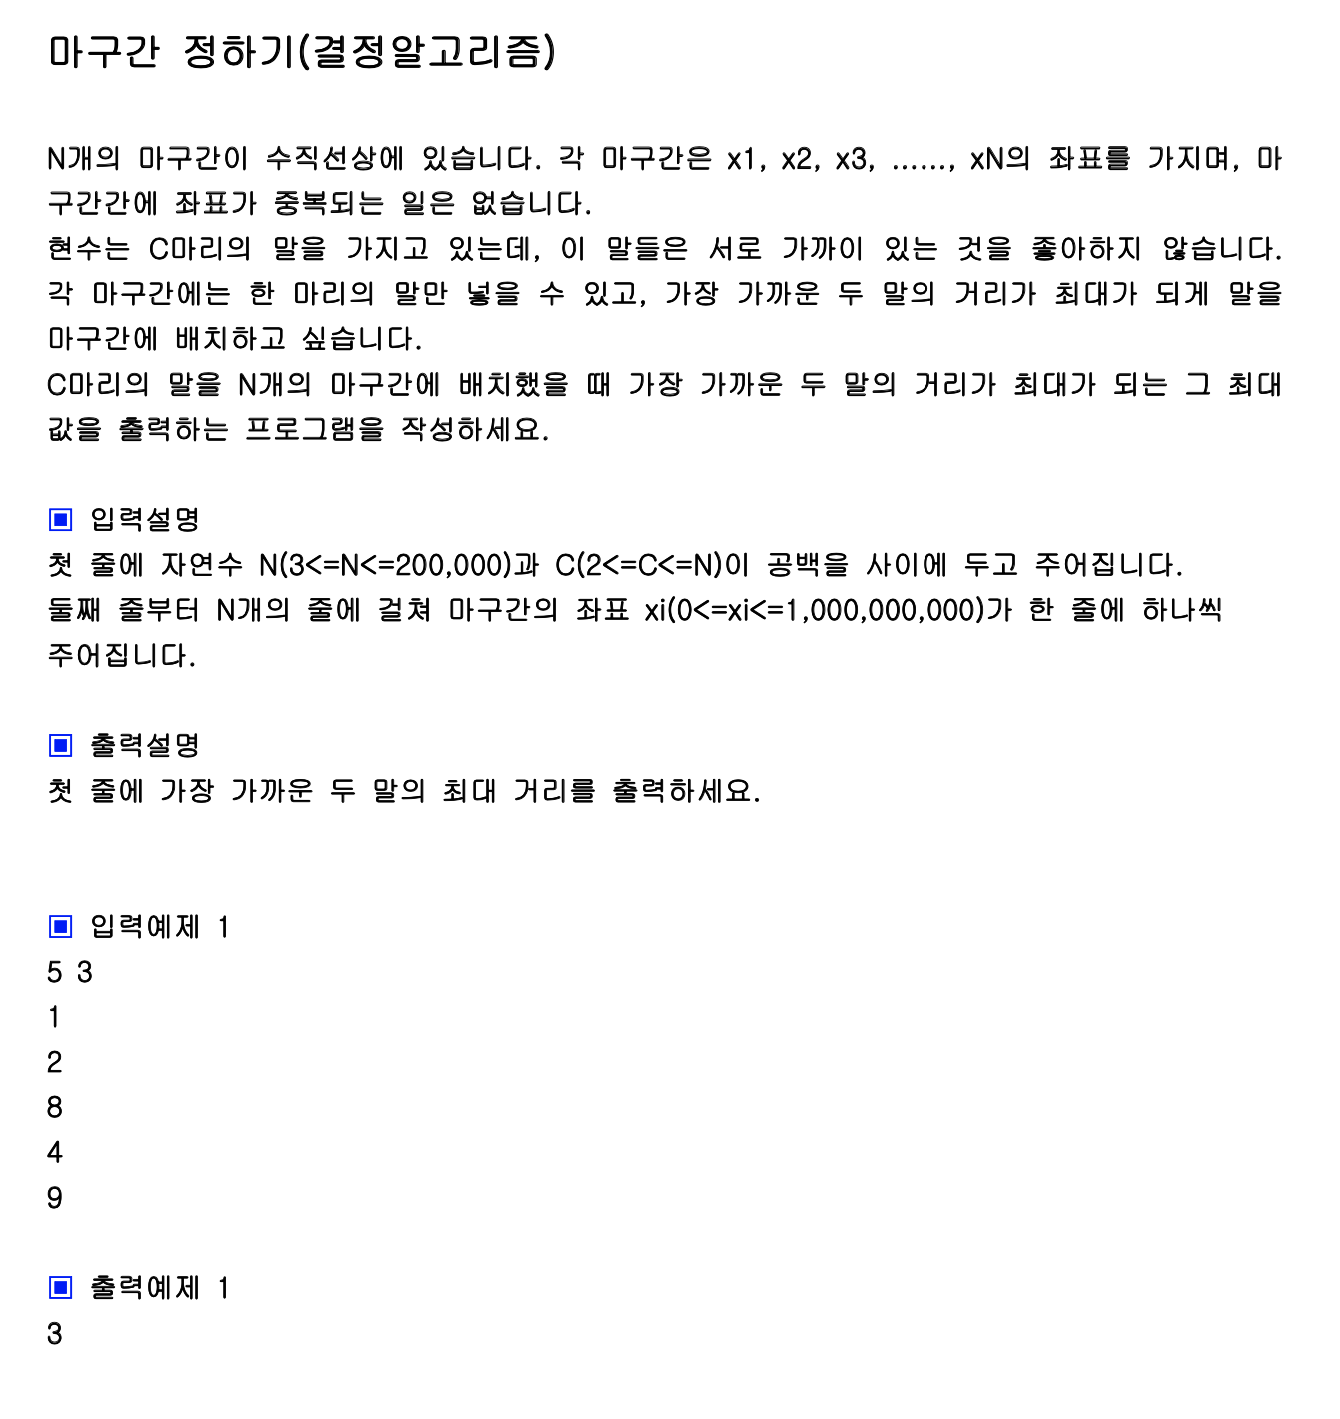 마구간 정하기(결정알고리즘)
N개의 마구간이 수직선상에 있습니다. 각 마구간은 x1, x2, x3, ......, xN의 좌표를 가지며, 마
구간간에 좌표가 중복되는 일은 없습니다.
현수는 C마리의 말을 가지고 있는데, 이 말들은 서로 가까이 있는 것을 좋아하지 않습니다.
각 마구간에는 한 마리의 말만 넣을 수 있고, 가장 가까운 두 말의 거리가 최대가 되게 말을
마구간에 배치하고 싶습니다.
C마리의 말을 N개의 마구간에 배치했을 때 가장 가까운 두 말의 거리가 최대가 되는 그 최대
값을 출력하는 프로그램을 작성하세요.
▣ 입력설명
첫 줄에 자연수 N(3<=N<=200,000)과 C(2<=C<=N)이 공백을 사이에 두고 주어집니다.
둘째 줄부터 N개의 줄에 걸쳐 마구간의 좌표 xi(0<=xi<=1,000,000,000)가 한 줄에 하나씩
주어집니다.
▣ 출력설명
첫 줄에 가장 가까운 두 말의 최대 거리를 출력하세요.
▣ 입력예제 1
5 3
1
2
8
4
9
▣ 출력예제 1
3